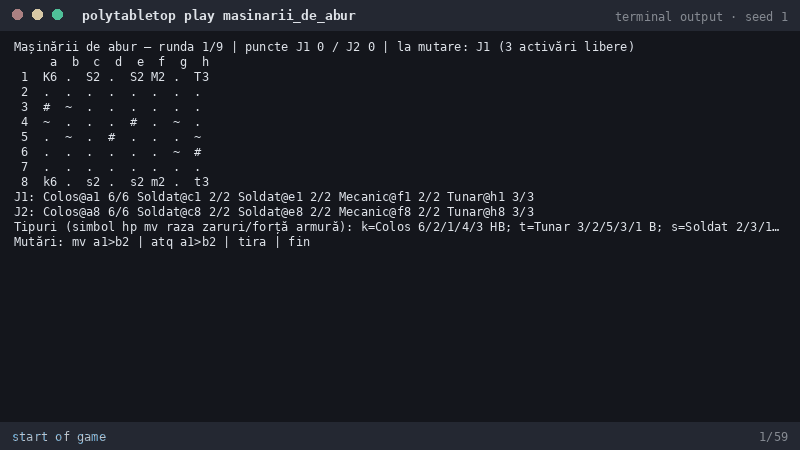 polytabletop play masinarii_de_abur
terminal output · seed 1
Mașinării de abur — runda 1/9 | puncte J1 0 / J2 0 | la mutare: J1 (3 activări libere)
a b c d e f g h
1 K6 . S2 . S2 M2 . T3
2 . . . . . . . .
3 # ~ . . . . . .
4 ~ . . . # . ~ .
5 . ~ . # . . . ~
6 . . . . . . ~ #
7 . . . . . . . .
8 k6 . s2 . s2 m2 . t3
J1: Colos@a1 6/6 Soldat@c1 2/2 Soldat@e1 2/2 Mecanic@f1 2/2 Tunar@h1 3/3
J2: Colos@a8 6/6 Soldat@c8 2/2 Soldat@e8 2/2 Mecanic@f8 2/2 Tunar@h8 3/3
Tipuri (simbol hp mv raza zaruri/forță armură): k=Colos 6/2/1/4/3 HB; t=Tunar 3/2/5/3/1 B; s=Soldat 2/3/1…
Mutări: mv a1>b2 | atq a1>b2 | tira | fin
start of game
1/59